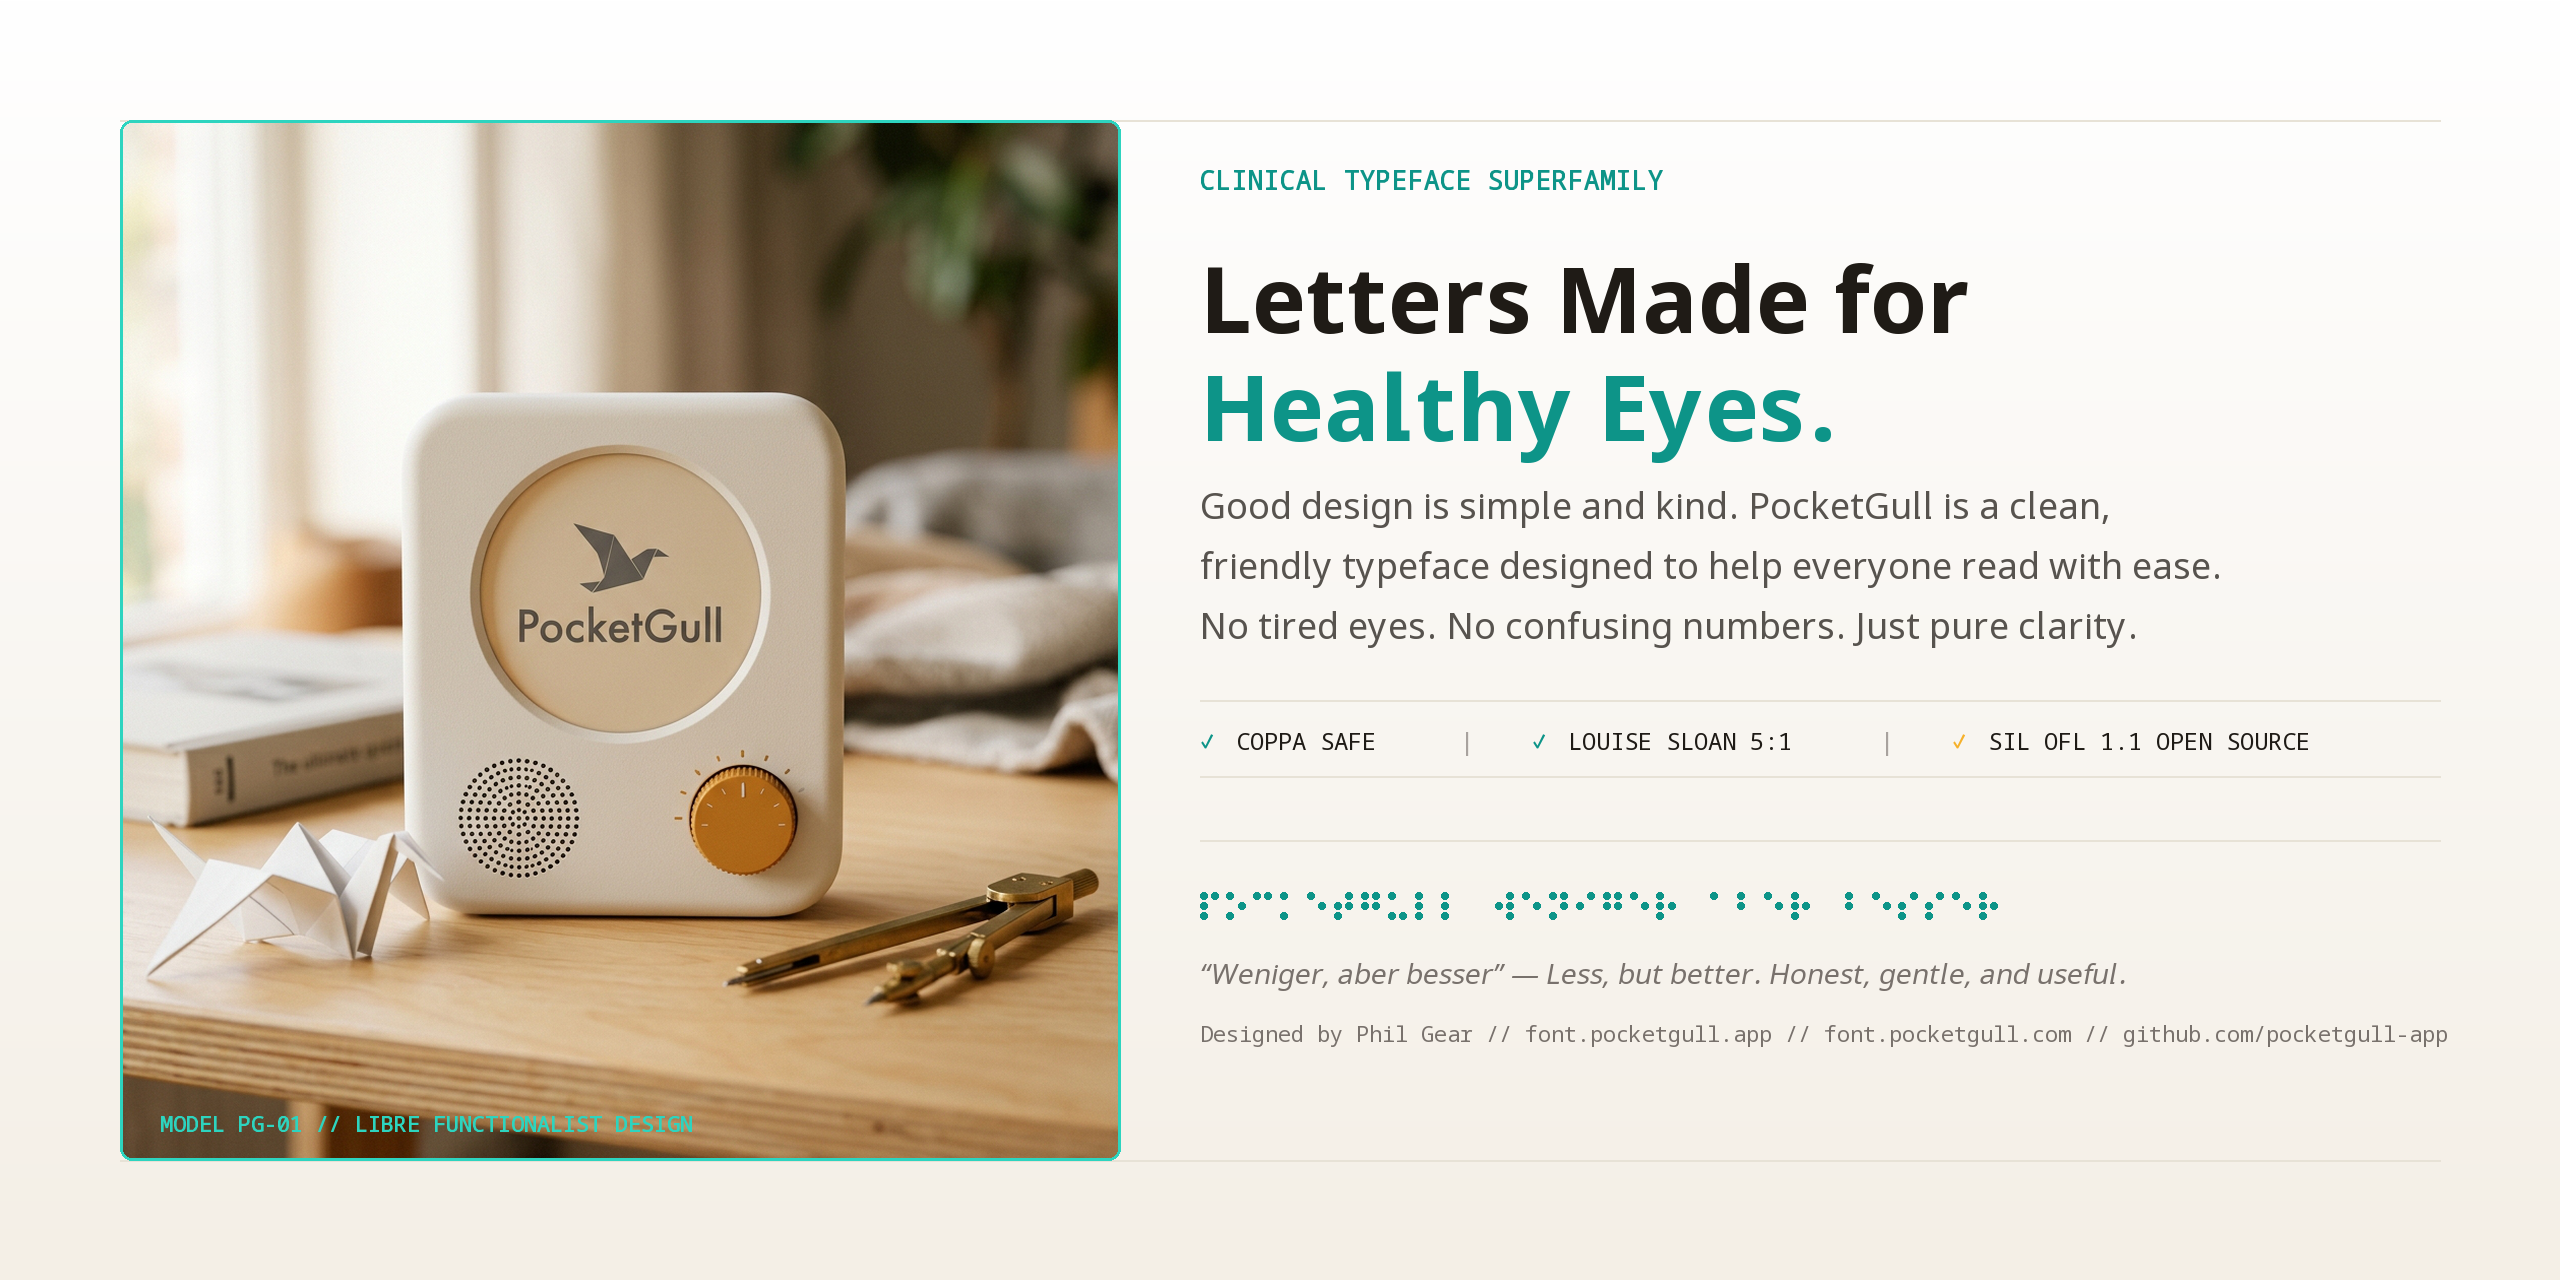 CLINICAL TYPEFACE SUPERFAMILY
Letters Made for
Healthy Eyes.
Good design is simple and kind. PocketGull is a clean,
friendly typeface designed to help everyone read with ease.
No tired eyes. No confusing numbers. Just pure clarity.
✓ COPPA SAFE | ✓ LOUISE SLOAN 5:1 | ✓ SIL OFL 1.1 OPEN SOURCE
⠏⠕⠉⠅⠑⠞⠛⠥⠇⠇ ⠺⠑⠝⠊⠛⠑⠗ ⠁⠃⠑⠗ ⠃⠑⠎⠎⠑⠗
“Weniger, aber besser” — Less, but better. Honest, gentle, and useful.
Designed by Phil Gear // font.pocketgull.app // font.pocketgull.com // github.com/pocketgull-app
PocketGull
The ultimate
MODEL PG-01 // LIBRE FUNCTIONALIST DESIGN